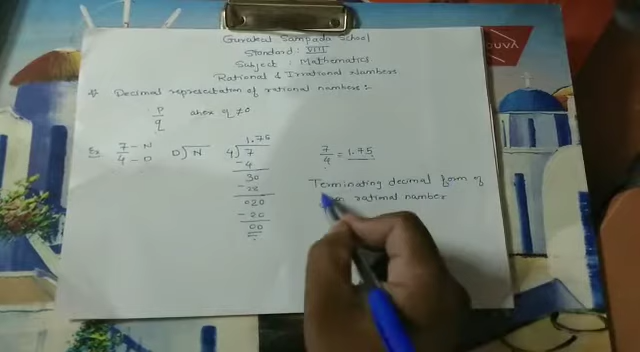 Gurukul Sampada School
Standard : VIII
Subject : Mathematics
Rational & Irrational Numbers
* Decimal representation of rational numbers :-
p/q when q ≠ 0
Ex 7 - N
4 - D
D)N
1.75
4)7
- 4
30
- 28
020
- 20
00
7/4 = 1.75
Terminating decimal form of
rational number